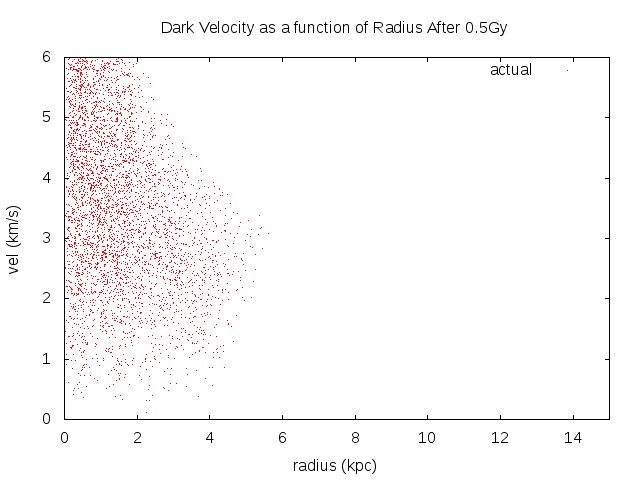 Dark Velocity as a function of Radius After 0.5Gy
actual
6
5
4
3
2
1
0
vel (km/s)
0 2 4 6 8 10 12 14
radius (kpc)